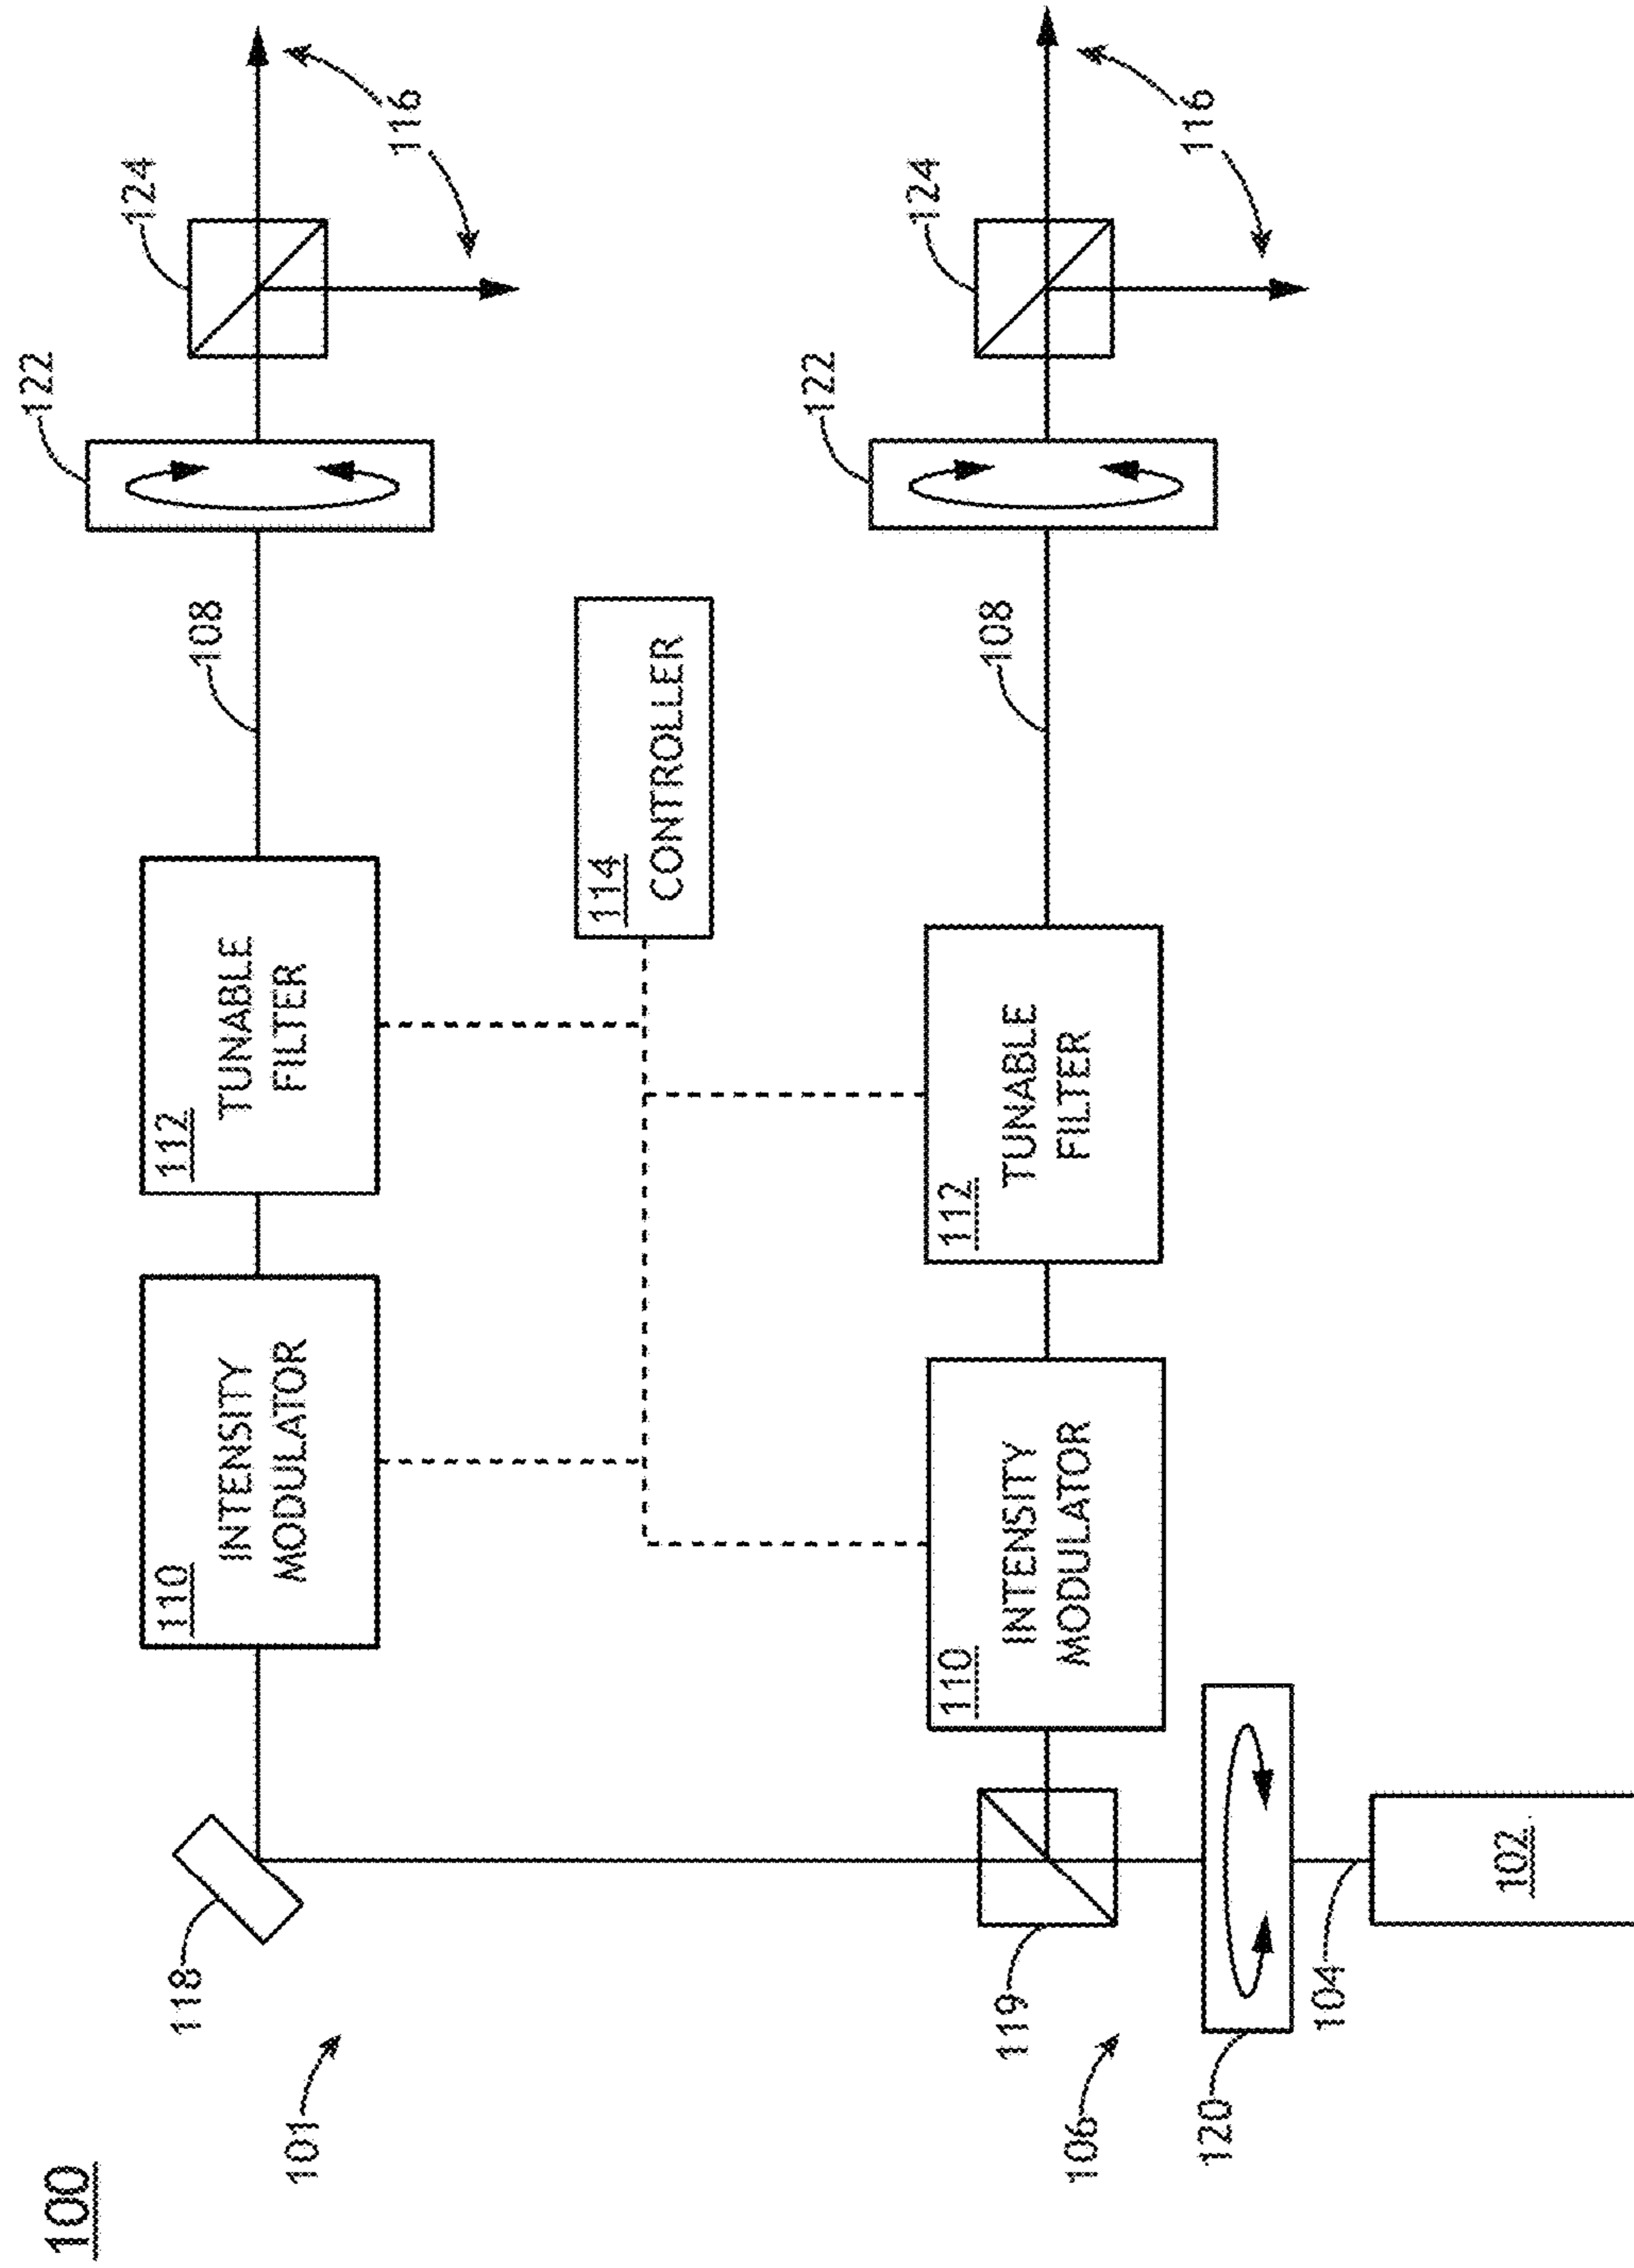 100
101
118
110
INTENSITY
MODULATOR
112
TUNABLE
FILTER
108
122
124
116
114
CONTROLLER
106
119
110
INTENSITY
MODULATOR
112
TUNABLE
FILTER
108
122
124
116
120
104
102